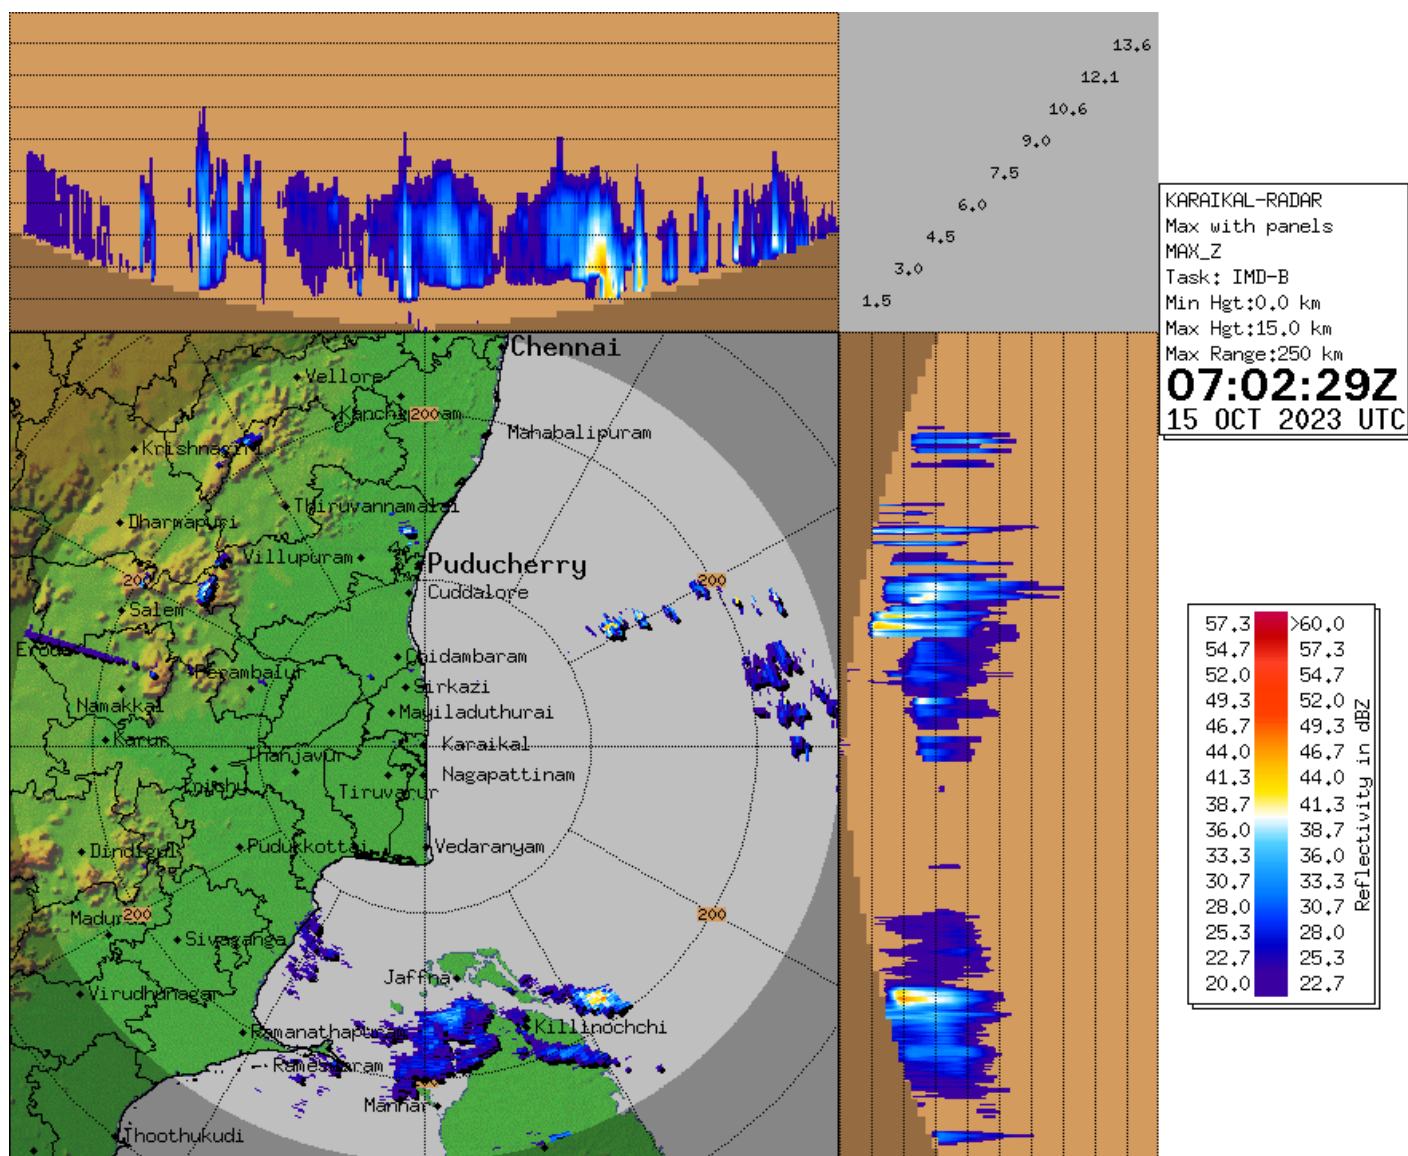 13.6
12.1
10.6
9.0
7.5
6.0
4.5
3.0
1.5
KARAIKAL-RADAR
Max with panels
MAX_Z
Task: IMD-B
Min Hgt:0.0 km
Max Hgt:15.0 km
Max Range:250 km
07:02:29Z
15 OCT 2023 UTC
Chennai
Vellore
200
Mahabalipuram
Krishnagiri
Thiruvannamalai
Dharmapuri
Villupuram
Puducherry
200
200
Cuddalore
Salem
Chidambaram
Perambalur
Sirkazi
Namakkal
Mayiladuthurai
Karur
Karaikal
Thanjavur
Nagapattinam
Tiruvarur
Dindigul
Pudukkottai
Vedaranyam
200
200
Sivaganga
Jaffna
Virudhunagar
Ramanathapuram
Killinochchi
Rameswaram
Mannar
Thoothukudi
57.3 >60.0
54.7 57.3
52.0 54.7
49.3 52.0
46.7 49.3
44.0 46.7
41.3 44.0
38.7 41.3
36.0 38.7
33.3 36.0
30.7 33.3
28.0 30.7
25.3 28.0
22.7 25.3
20.0 22.7
Reflectivity in dBZ